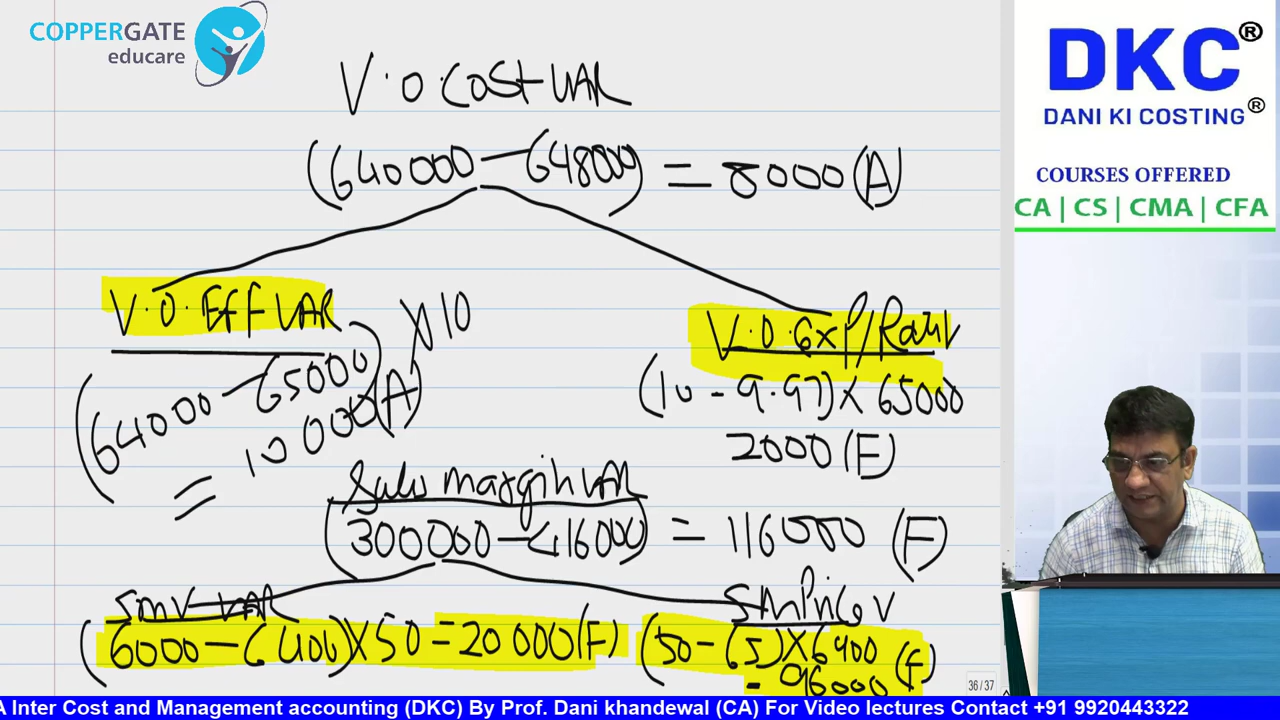 COPPERGATE
educare
DKC®
DANI KI COSTING®
COURSES OFFERED
CA | CS | CMA | CFA
V.O.Cost VAR
(640000 - 648000) = 8000 (A)
V.O.Eff VAR
(64000 - 65000) X 10
= 10000 (A)
V.O.Exp/Rate V
(10 - 9.97) X 65000
2000 (F)
Sales margin VAR
(300000 - 416000) = 116000 (F)
SmV VAR
(6000 - 6400) X 50 = 20000 (F)
SmPrice V
(50 - 65) X 6400
- 96000 (F)
36 / 37
A Inter Cost and Management accounting (DKC) By Prof. Dani khandewal (CA) For Video lectures Contact +91 9920443322